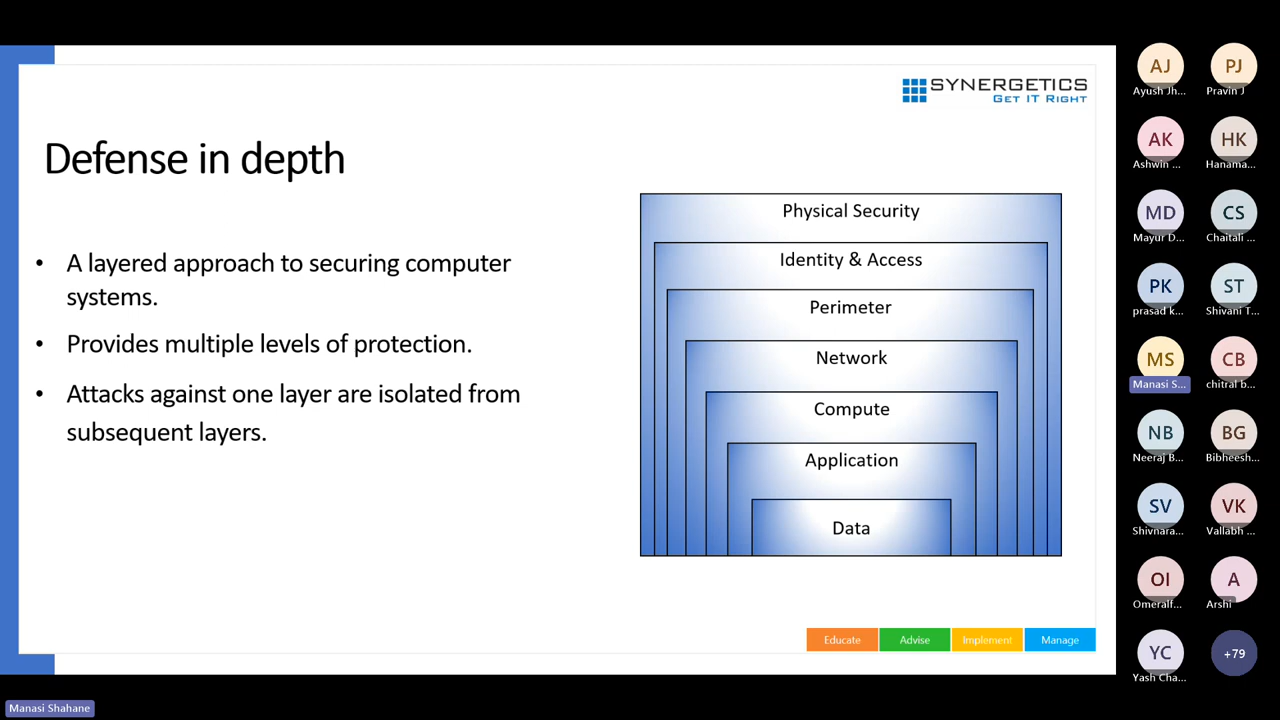 SYNERGETICS
GET IT RIGHT
Defense in depth
• A layered approach to securing computer
systems.
• Provides multiple levels of protection.
• Attacks against one layer are isolated from
subsequent layers.
Physical Security
Identity & Access
Perimeter
Network
Compute
Application
Data
Educate Advise Implement Manage
AJ PJ
Ayush Jh... Pravin J
AK HK
Ashwin ... Hanama...
MD CS
Mayur D... Chaitali ...
PK ST
prasad k... Shivani T...
MS CB
Manasi S... chitral b...
NB BG
Neeraj B... Bibheesh...
SV VK
Shivnara... Vallabh ...
OI A
Omeralf... Arshi
YC +79
Yash Cha...
Manasi Shahane